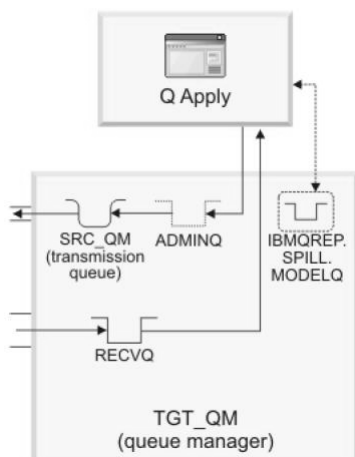 Q Apply
SRC_QM
(transmission
queue)
ADMINQ
IBMQREP.
SPILL.
MODELQ
RECVQ
TGT_QM
(queue manager)